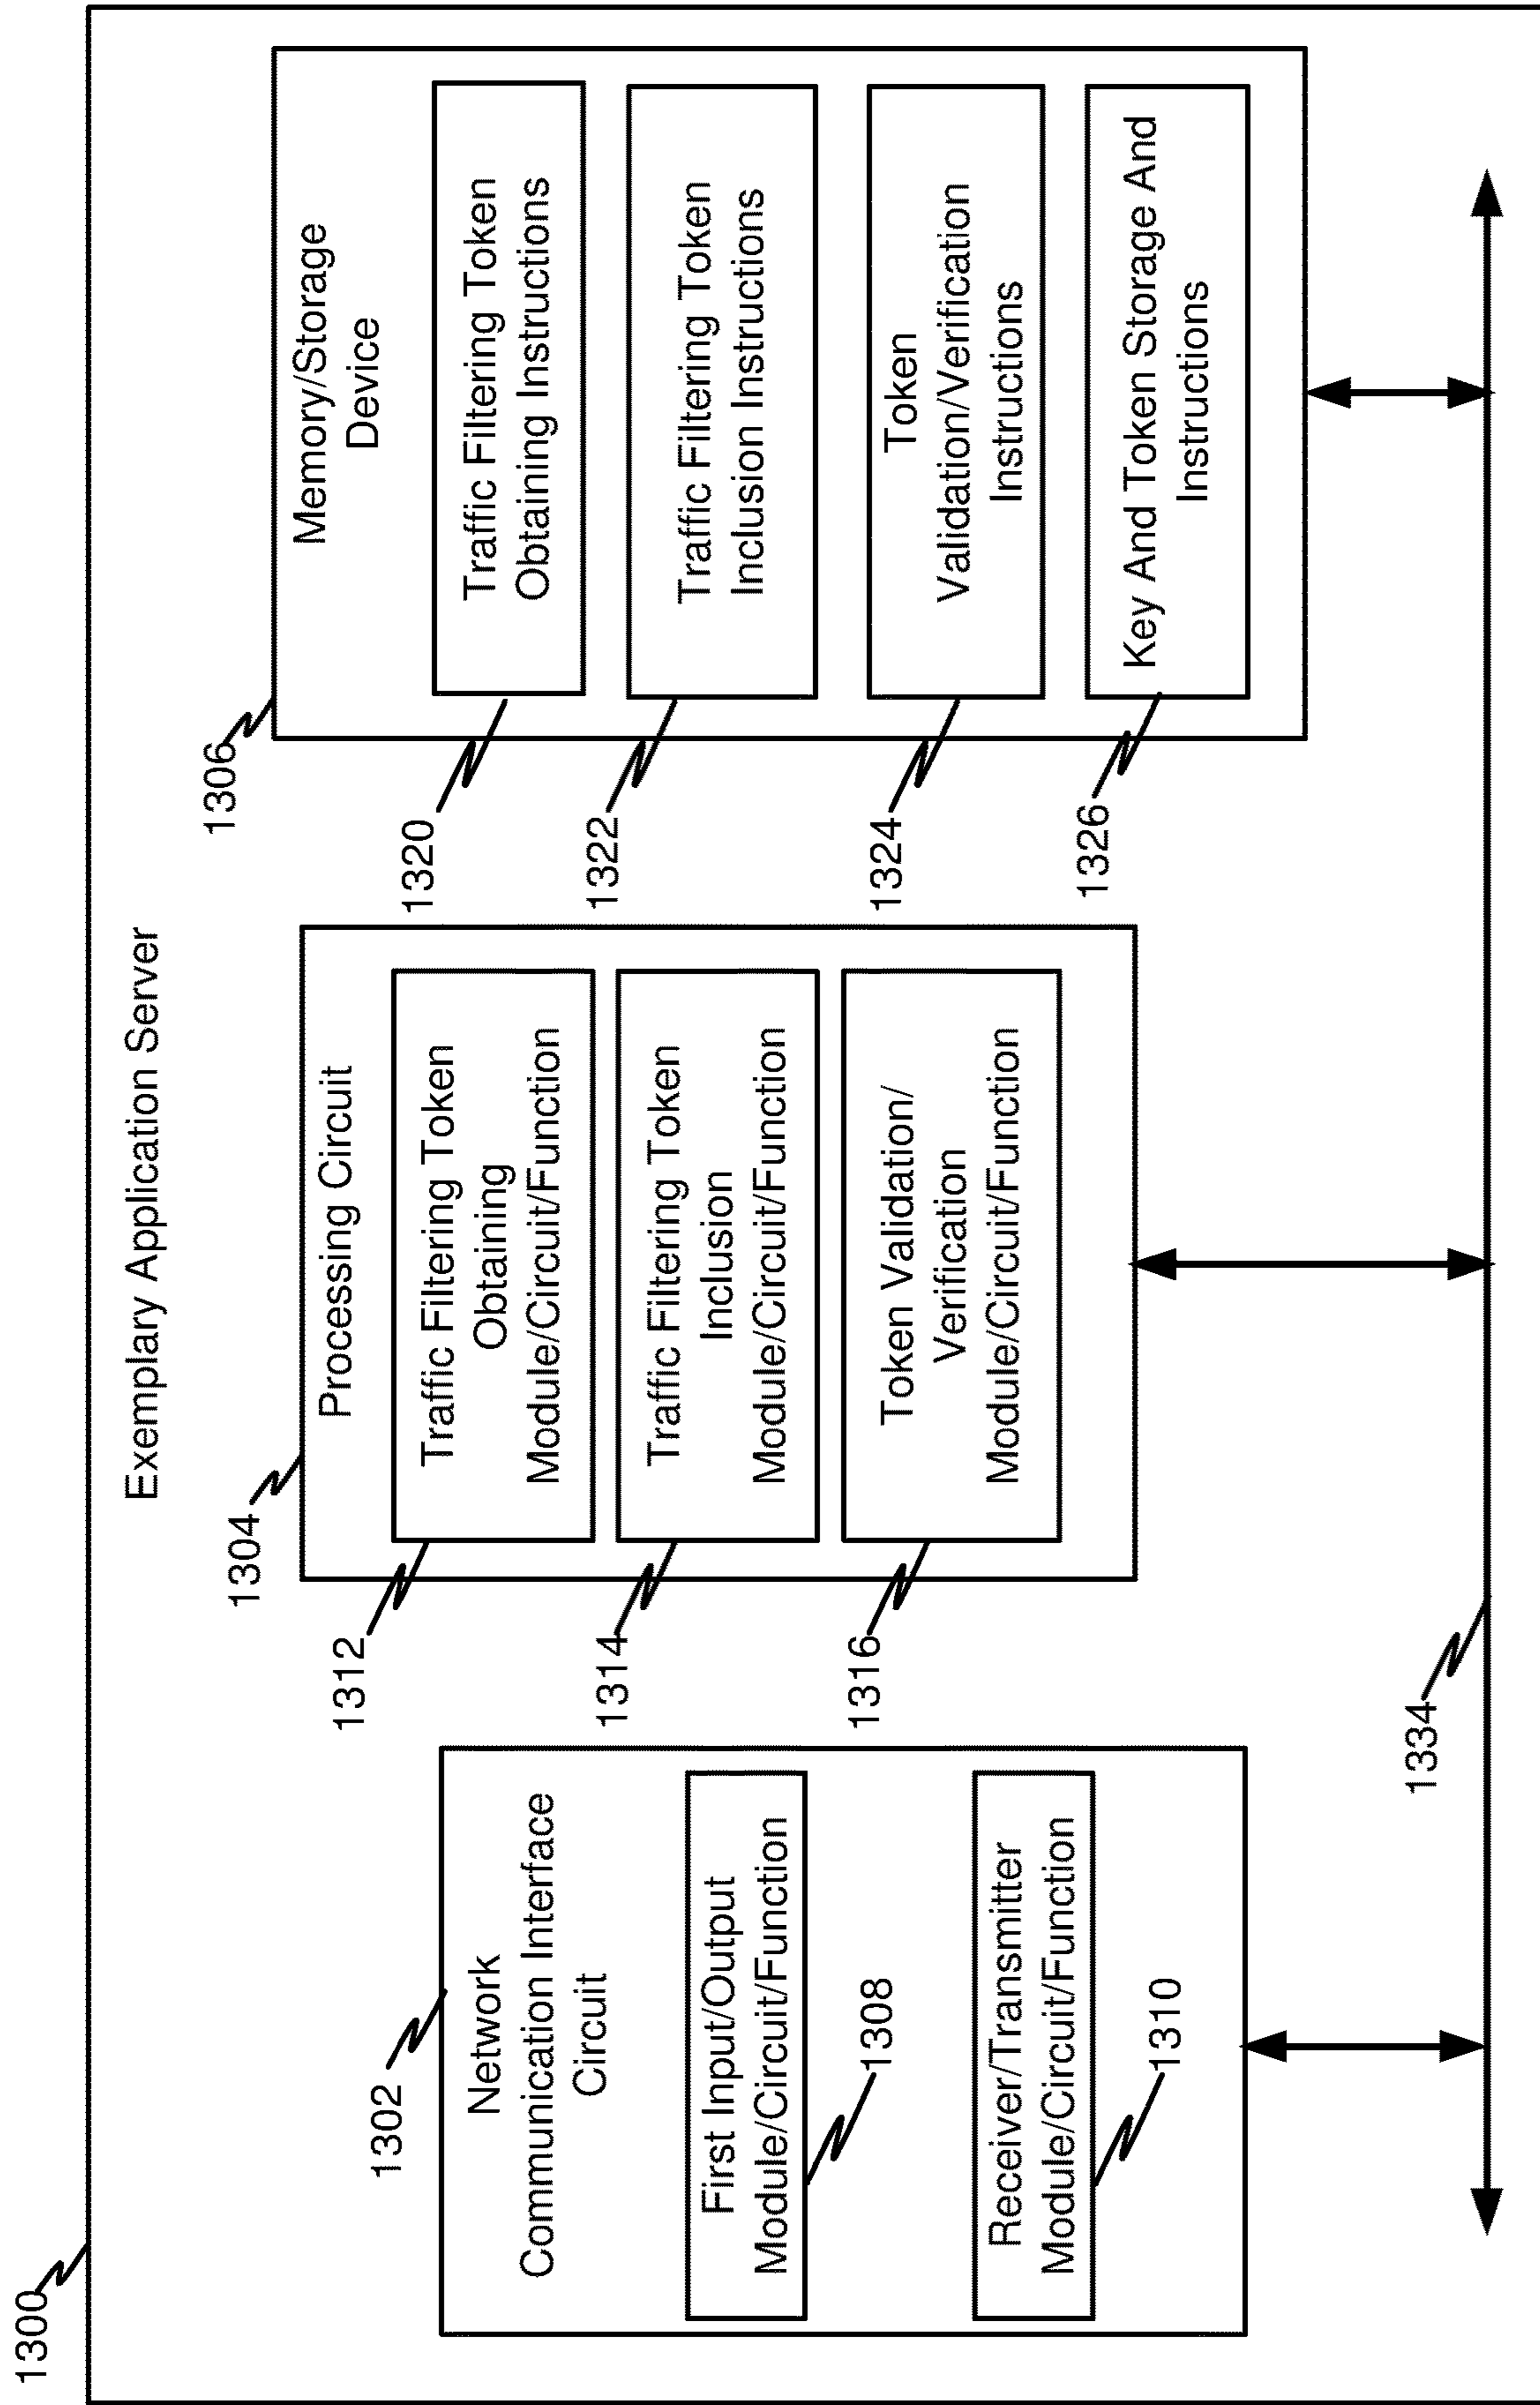 1300
Exemplary Application Server
1302
Network
Communication Interface
Circuit
First Input/Output
Module/Circuit/Function
1308
Receiver/Transmitter
Module/Circuit/Function
1310
1304
Processing Circuit
1312
Traffic Filtering Token
Obtaining
Module/Circuit/Function
1314
Traffic Filtering Token
Inclusion
Module/Circuit/Function
1316
Token Validation/
Verification
Module/Circuit/Function
1306
Memory/Storage
Device
1320
Traffic Filtering Token
Obtaining Instructions
1322
Traffic Filtering Token
Inclusion Instructions
1324
Token
Validation/Verification
Instructions
1326
Key And Token Storage And
Instructions
1334